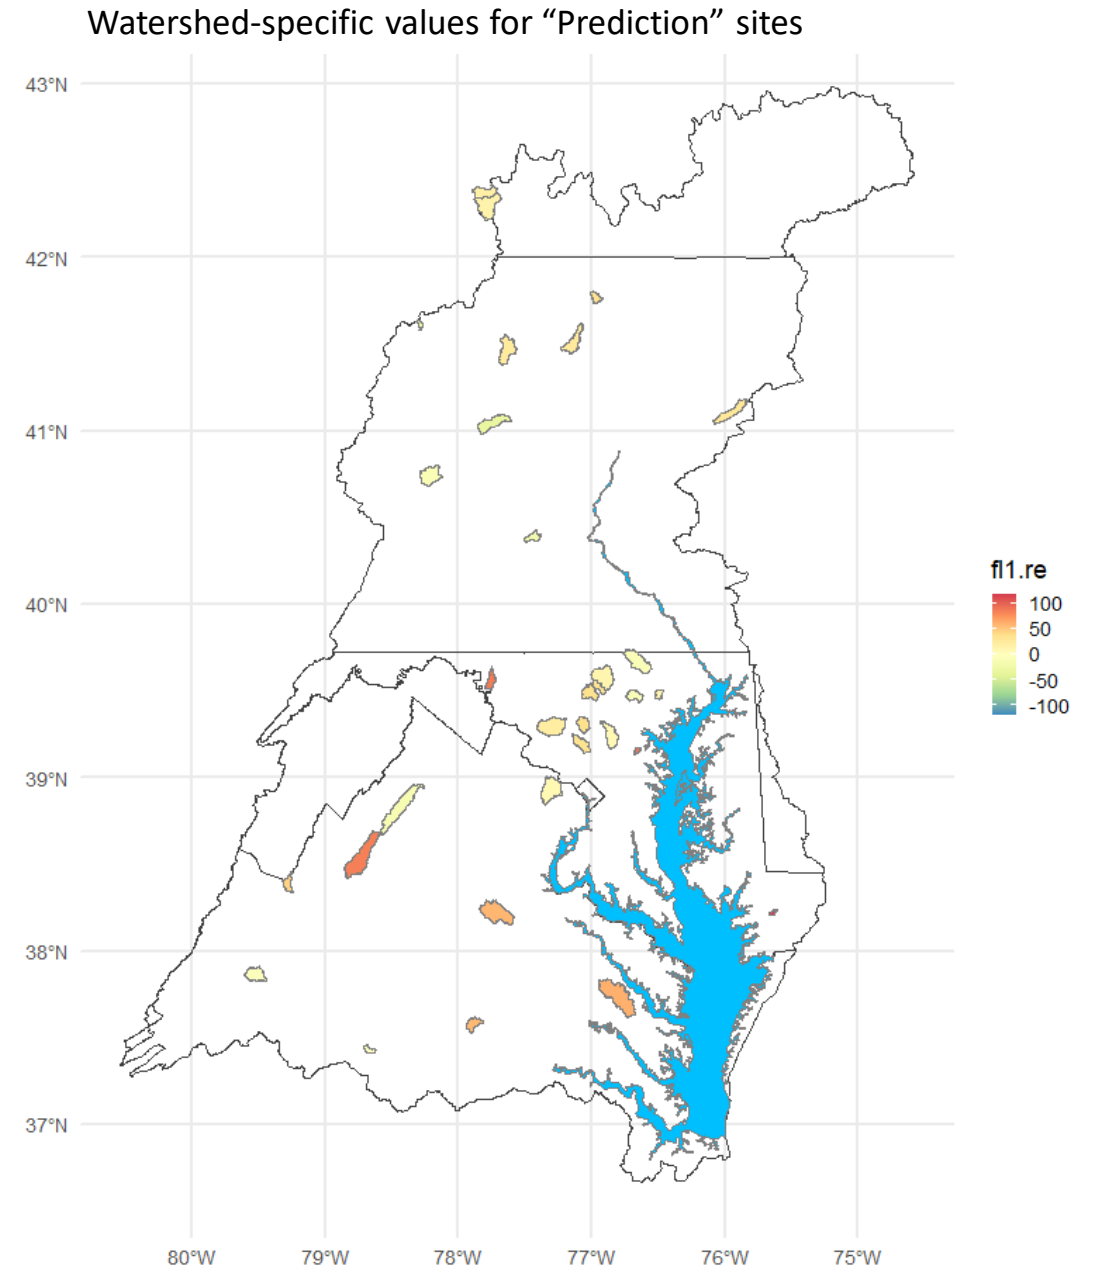 Watershed-specific values for “Prediction” sites
43°N
42°N
41°N
40°N
39°N
38°N
37°N
80°W 79°W 78°W 77°W 76°W 75°W
fl1.re
100
50
0
-50
-100